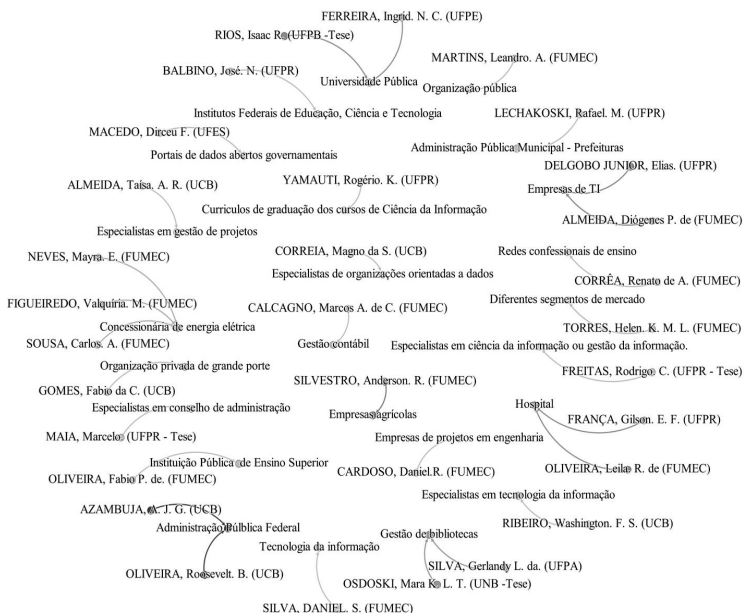 FERREIRA, Ingrid. N. C. (UFPE)
RIOS, Isaac R. (UFPB -Tese)
MARTINS, Leandro. A. (FUMEC)
BALBINO, José. N. (UFPR)
Universidade Pública
Organização pública
Institutos Federais de Educação, Ciência e Tecnologia
LECHAKOSKI, Rafael. M. (UFPR)
MACEDO, Dirceu F. (UFES)
Administração Pública Municipal - Prefeituras
Portais de dados abertos governamentais
DELGOBO JUNIOR, Elias. (UFPR)
ALMEIDA, Taísa. A. R. (UCB)
YAMAUTI, Rogério. K. (UFPR)
Empresas de TI
Curriculos de graduação dos cursos de Ciência da Informação
ALMEIDA, Diógenes P. de (FUMEC)
Especialistas em gestão de projetos
NEVES, Mayra. E. (FUMEC)
CORREIA, Magno da S. (UCB)
Redes confessionais de ensino
Especialistas de organizações orientadas a dados
CORRÊA, Renato de A. (FUMEC)
FIGUEIREDO, Valquíria. M. (FUMEC)
CALCAGNO, Marcos A. de C. (FUMEC)
Diferentes segmentos de mercado
Concessionária de energia elétrica
TORRES, Helen. K. M. L. (FUMEC)
SOUSA, Carlos. A. (FUMEC)
Gestão contábil
Especialistas em ciência da informação ou gestão da informação.
Organização privada de grande porte
FREITAS, Rodrigo C. (UFPR - Tese)
GOMES, Fabio da C. (UCB)
SILVESTRO, Anderson. R. (FUMEC)
Especialistas em conselho de administração
Empresas agrícolas
Hospital
FRANÇA, Gilson. E. F. (UFPR)
MAIA, Marcelo (UFPR - Tese)
Empresas de projetos em engenharia
Instituição Pública de Ensino Superior
CARDOSO, Daniel.R. (FUMEC)
OLIVEIRA, Leila R. de (FUMEC)
OLIVEIRA, Fabio P. de. (FUMEC)
Especialistas em tecnologia da informação
AZAMBUJA, A. J. G. (UCB)
RIBEIRO, Washington. F. S. (UCB)
Administração Púlblica Federal
Gestão de bibliotecas
Tecnologia da informação
SILVA, Gerlandy L. da. (UFPA)
OLIVEIRA, Roosevelt. B. (UCB)
OSDOSKI, Mara K. L. T. (UNB -Tese)
SILVA, DANIEL. S. (FUMEC)